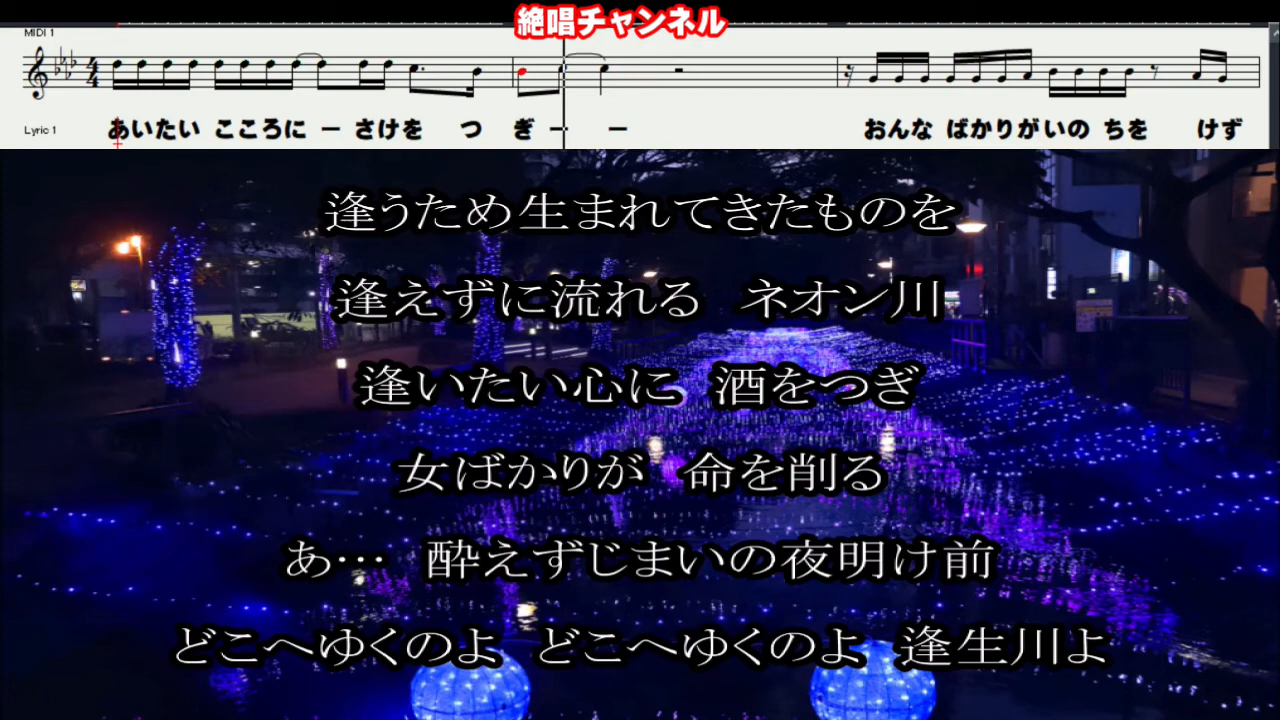 絶唱チャンネル
MIDI 1
4
4
Lyric 1 あいたい こころに ー さけを つ ぎ ー ー おんな ばかりがいの ちを けず
逢うため生まれてきたものを
逢えずに流れる ネオン川
逢いたい心に 酒をつぎ
女ばかりが 命を削る
あ… 酔えずじまいの夜明け前
どこへゆくのよ どこへゆくのよ 逢生川よ